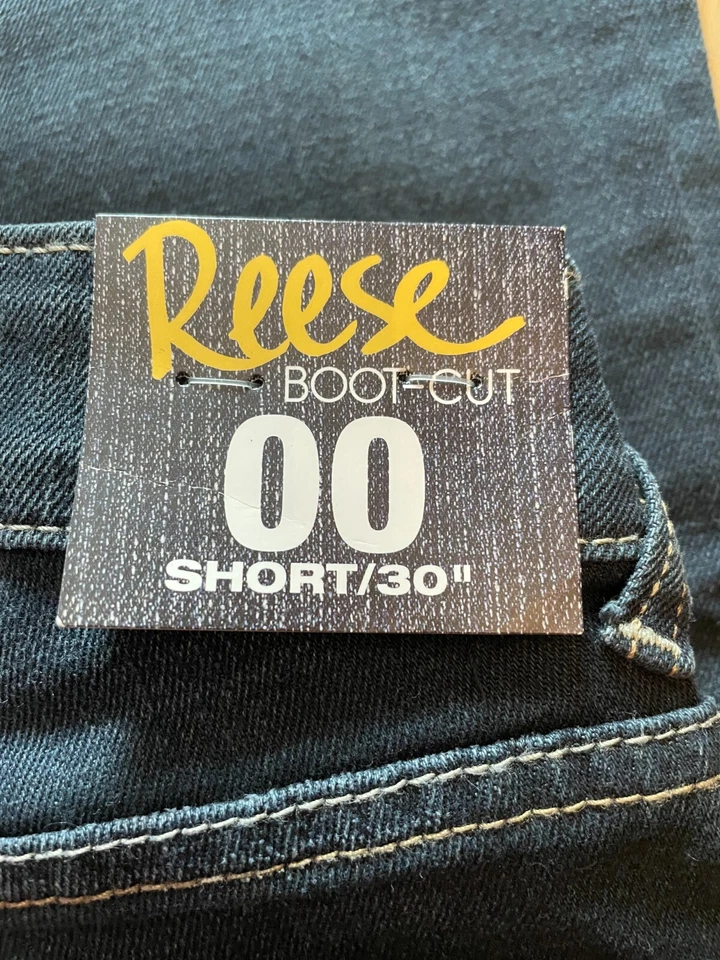 Reese
BOOT-CUT
00
SHORT/30"